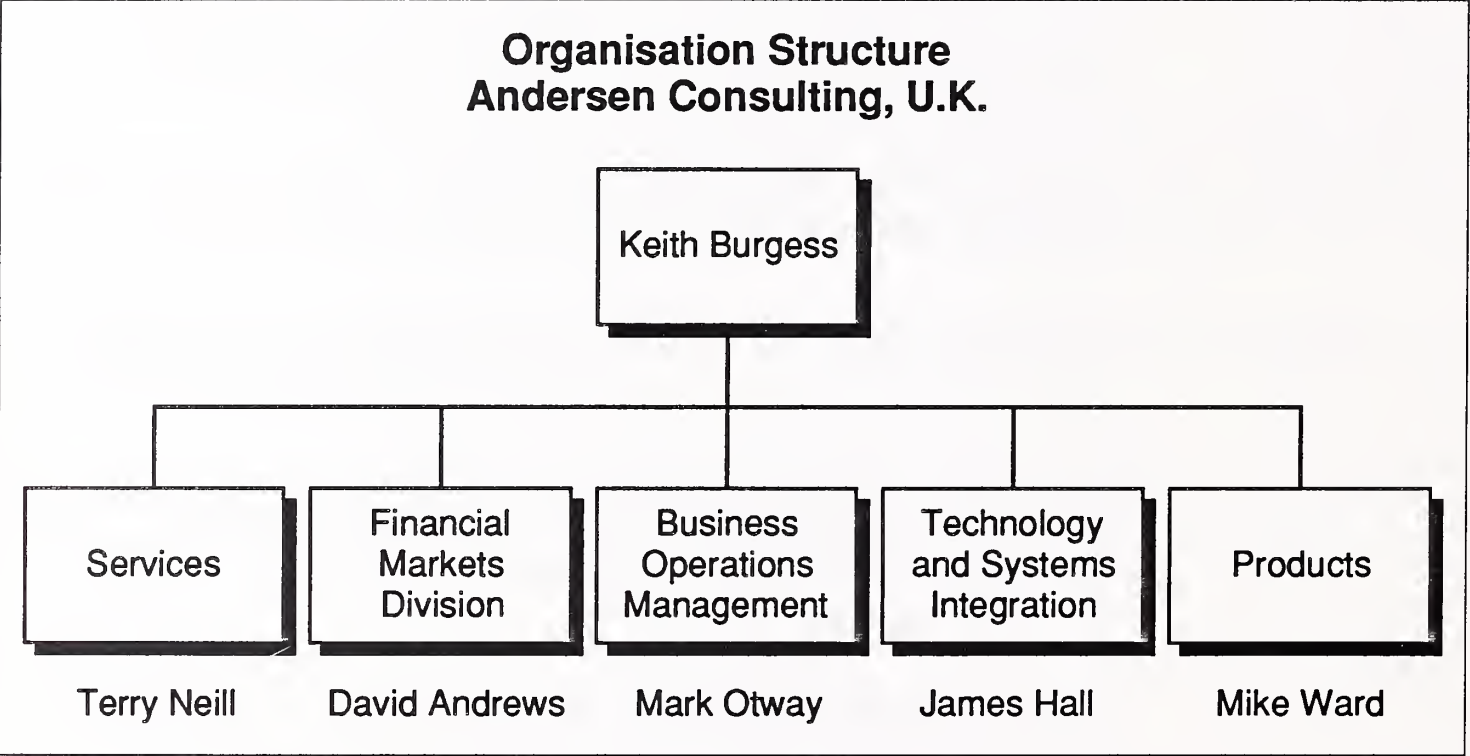 Organisation Structure
Andersen Consulting, U.K.
Keith Burgess
Services
Financial
Markets
Division
Business
Operations
Management
Technology
and Systems
Integration
Products
Terry Neill
David Andrews
Mark Otway
James Hall
Mike Ward